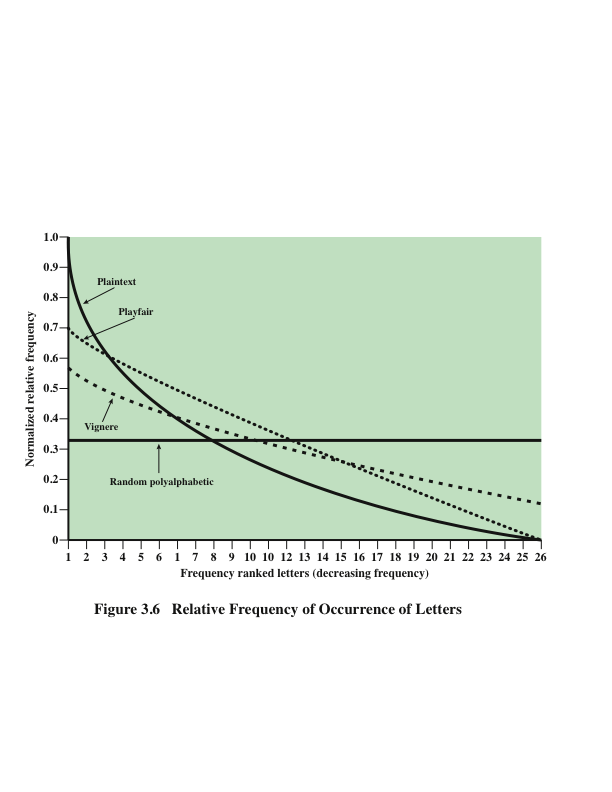 1.0
0.9
Plaintext
0.8
Playfair
0.7
0.6
0.5
0.4
Vignere
0.3
0.2
Random polyalphabetic
0.1
0
Normalized relative frequency
1 2 3 4 5 6 1 7 8 9 10 10 12 13 14 15 15 16 17 18 19 20 21 22 23 24 25 26
Frequency ranked letters (decreasing frequency)
Figure 3.6 Relative Frequency of Occurrence of Letters